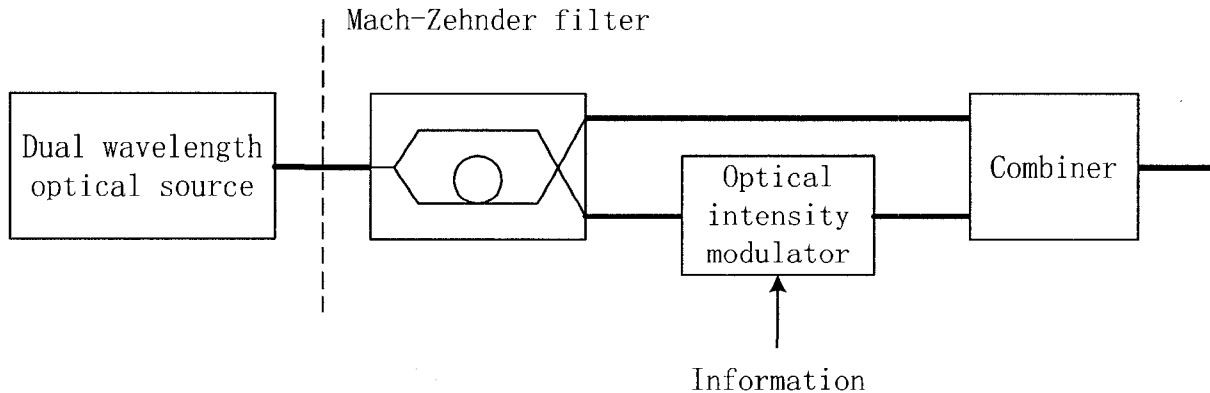 Mach-Zehnder filter
Dual wavelength
optical source
Optical
intensity
modulator
Combiner
Information